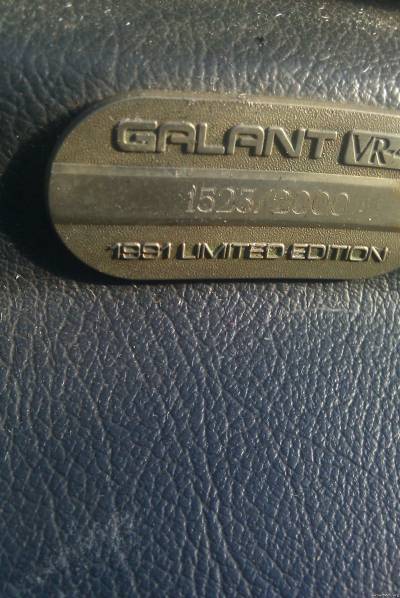 GALANT VR-4
1523/2000
1991 LIMITED EDITION